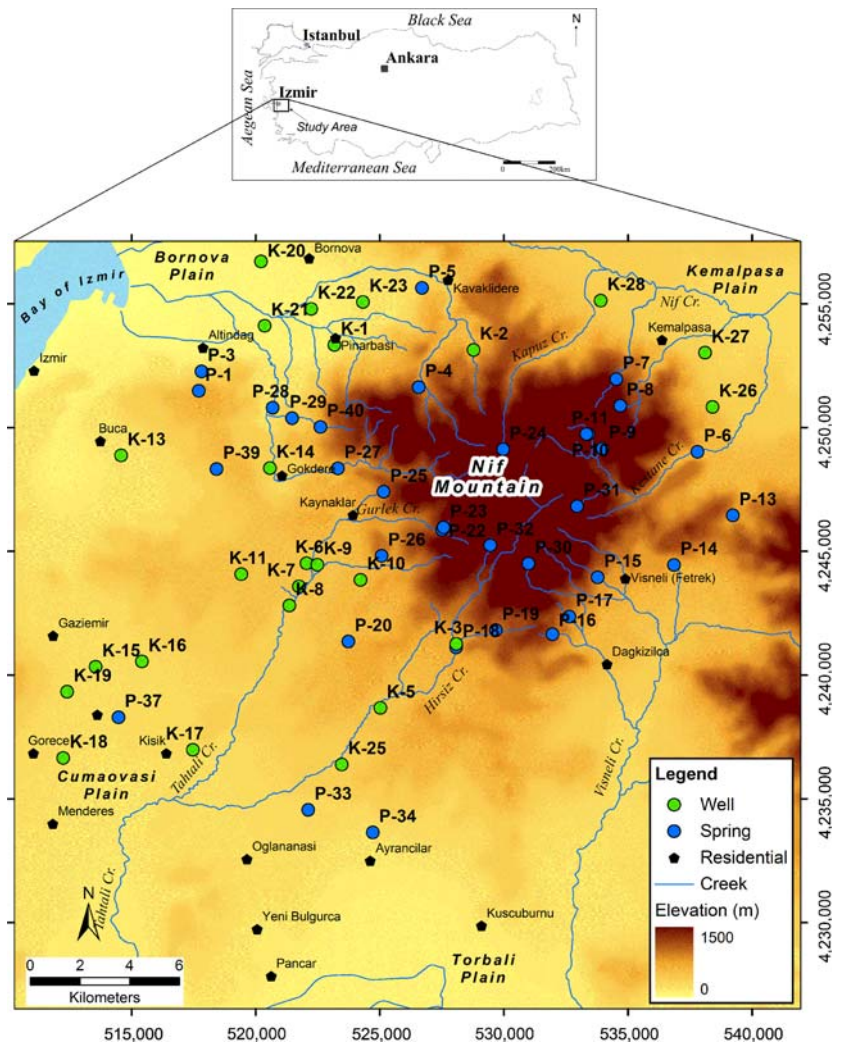 Black Sea
N
Istanbul
Ankara
Aegean Sea
Izmir
Study Area
Mediterranean Sea
0 200km
K-20
Bornova
Bornova
Plain
P-5
Kavaklidere
K-28
Kemalpasa
Plain
Bay of Izmir
K-22
K-23
Nif Cr.
K-21
K-1
Pinarbasi
K-2
Kapuz Cr.
Kemalpasa
K-27
Altindag
P-3
Izmir
P-1
P-4
P-7
P-8
K-26
P-28
P-29
P-40
P-11
P-9
P-10
P-24
P-6
Buca
K-13
P-39
K-14
Gokdere
P-27
Nif
Mountain
P-25
P-31
Kaynaklar
Gurlek Cr.
P-23
P-22
P-32
P-13
P-26
P-30
P-15
P-14
Visneli (Fetrek)
K-11
K-6
K-9
K-7
K-10
K-8
P-17
P-19
P-16
K-3
P-18
P-20
Gaziemir
K-15
K-16
Dagkizilca
K-19
P-37
K-5
Hirsiz Cr.
Gorece
K-18
Kisik
K-17
Tahtali Cr.
K-25
Visneli Cr.
Cumaovasi
Plain
Menderes
P-33
P-34
Oglananasi
Ayrancilar
Tahtali Cr.
N
Yeni Bulgurca
Kuscuburnu
Pancar
Torbali
Plain
0 2 4 6
Kilometers
Legend
Well
Spring
Residential
Creek
Elevation (m)
1500
0
4,255,000
4,250,000
4,245,000
4,240,000
4,235,000
4,230,000
515,000 520,000 525,000 530,000 535,000 540,000